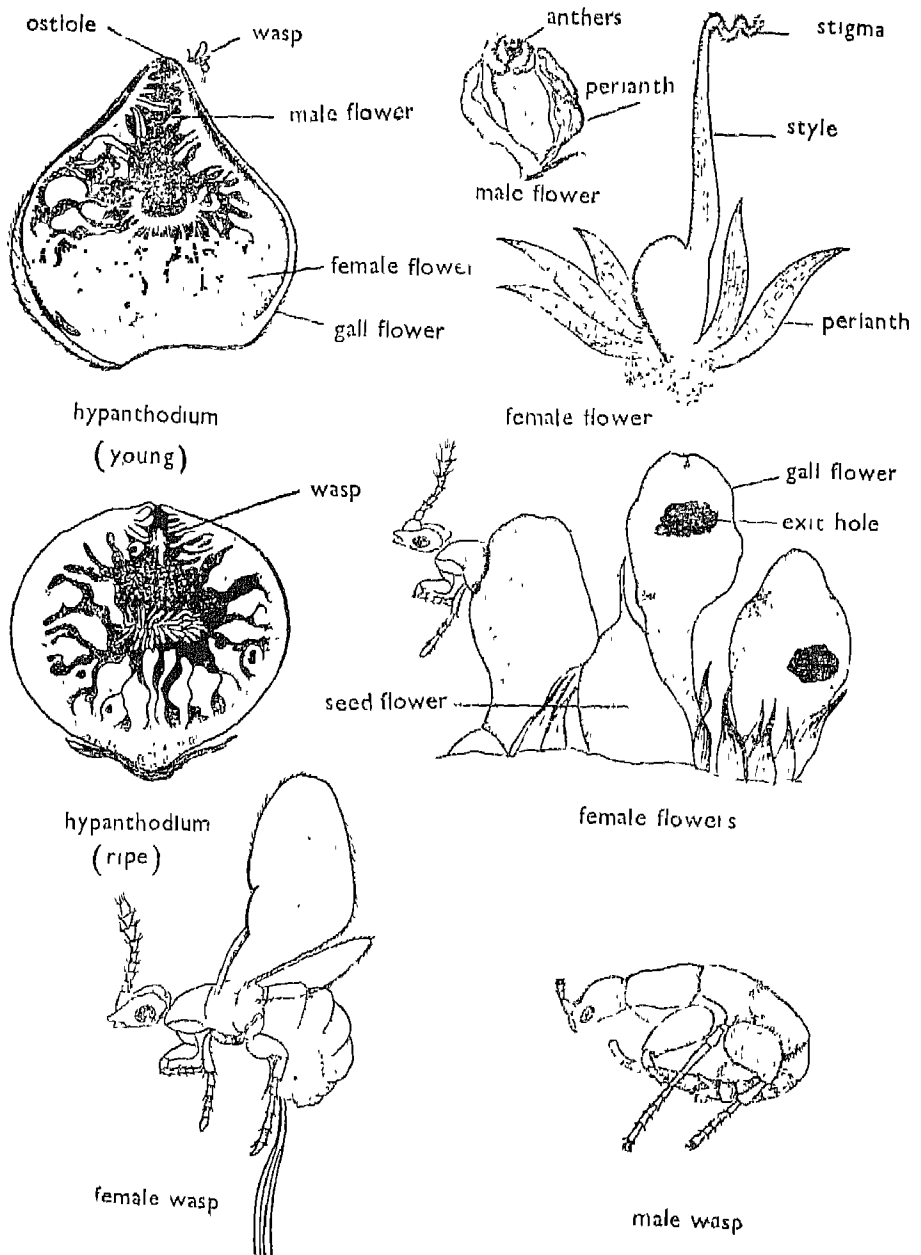 ostiole
wasp
male flower
female flower
gall flower
hypanthodium
(young)
anthers
perianth
male flower
stigma
style
perianth
female flower
wasp
hypanthodium
(ripe)
gall flower
exit hole
seed flower
female flowers
female wasp
male wasp